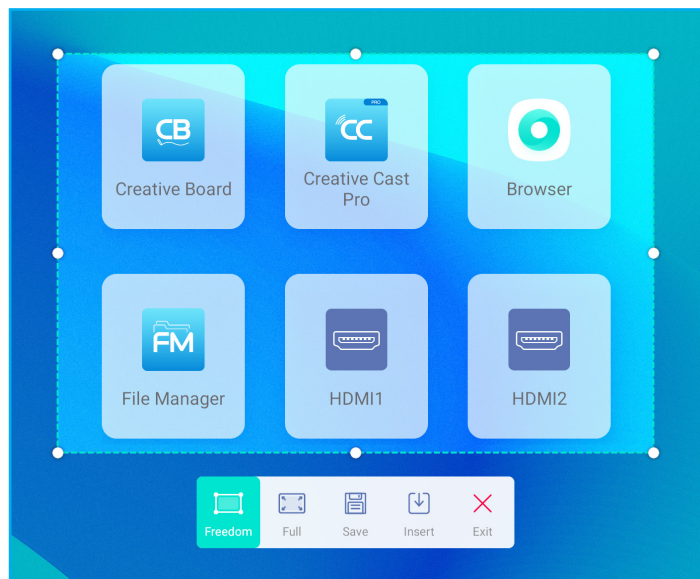 CB
PRO
CC
Creative Board
Creative Cast
Pro
Browser
FM
File Manager
HDMI1
HDMI2
Freedom
Full
Save
Insert
Exit